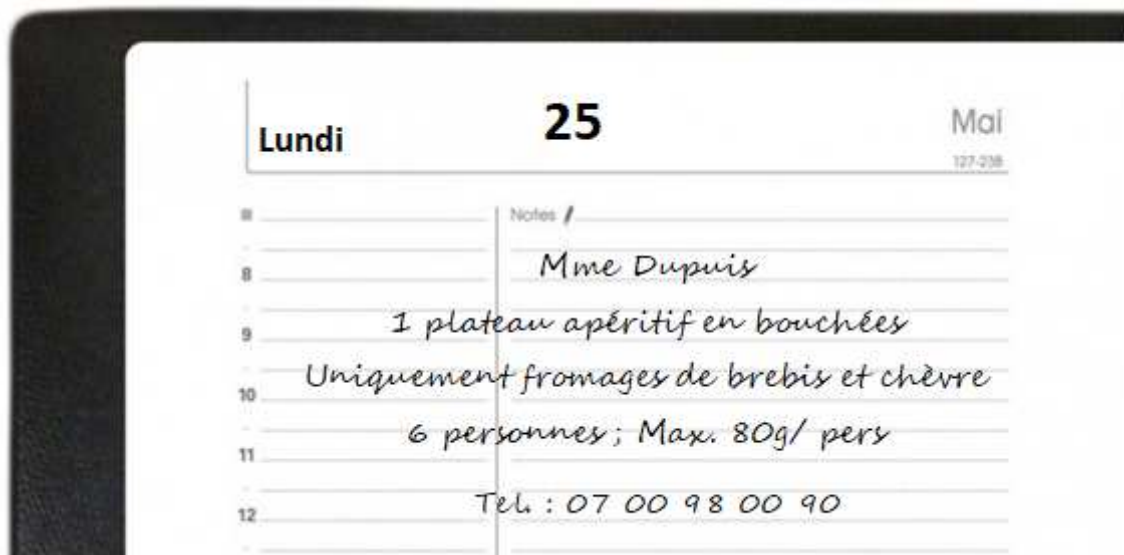 Lundi 25 Mai
127-238
Notes
Mme Dupuis
8
1 plateau apéritif en bouchées
9
Uniquement fromages de brebis et chèvre
10
6 personnes ; Max. 80g/ pers
11
Tel. : 07 00 98 00 90
12